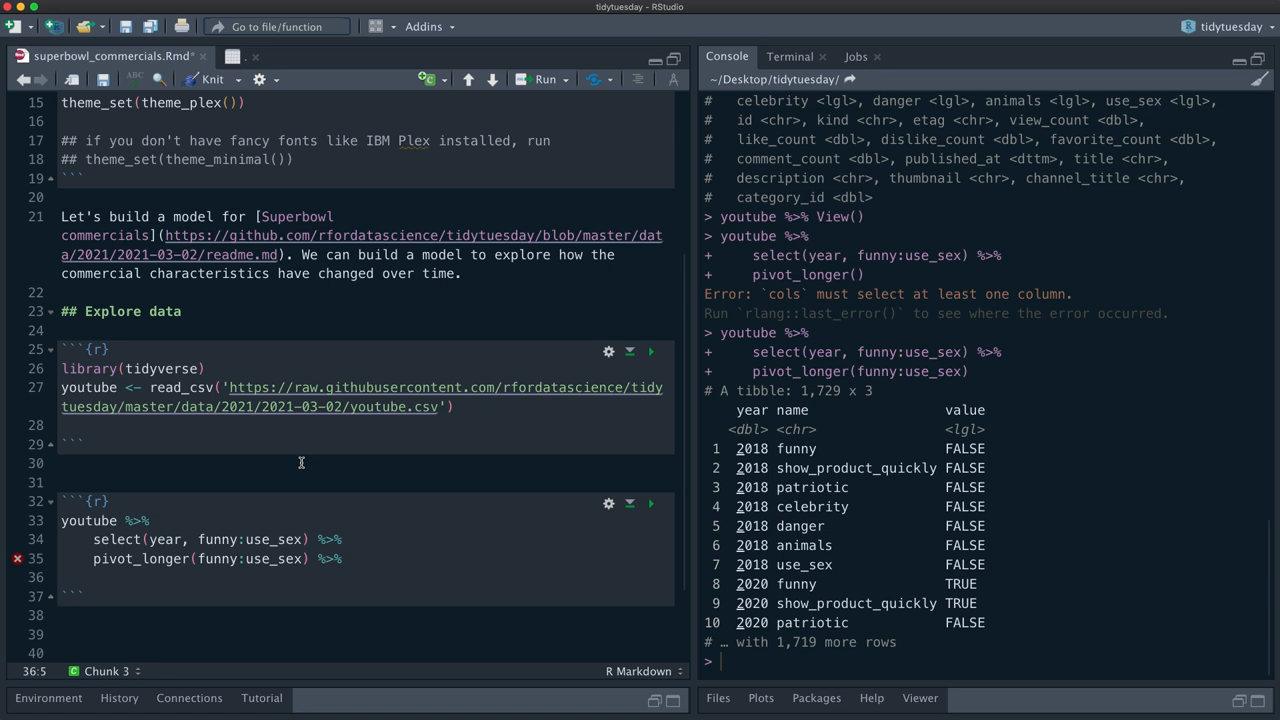 tidytuesday - RStudio
Go to file/function
Addins
tidytuesday
superbowl_commercials.Rmd*
.
Console
Terminal
Jobs
ABC
Knit
Run
~/Desktop/tidytuesday/
15 theme_set(theme_plex())
16
17 ## if you don't have fancy fonts like IBM Plex installed, run
18 ## theme_set(theme_minimal())
19 ```
20
21 Let's build a model for [Superbowl
commercials](https://github.com/rfordatascience/tidytuesday/blob/master/dat
a/2021/2021-03-02/readme.md). We can build a model to explore how the
commercial characteristics have changed over time.
22
23 ## Explore data
24
25 ```{r}
26 library(tidyverse)
27 youtube <- read_csv('https://raw.githubusercontent.com/rfordatascience/tidy
tuesday/master/data/2021/2021-03-02/youtube.csv')
28
29 ```
30
31
32 ```{r}
33 youtube %>%
34 select(year, funny:use_sex) %>%
35 pivot_longer(funny:use_sex) %>%
36
37 ```
38
39
40
36:5
C Chunk 3
R Markdown
# celebrity <lgl>, danger <lgl>, animals <lgl>, use_sex <lgl>,
# id <chr>, kind <chr>, etag <chr>, view_count <dbl>,
# like_count <dbl>, dislike_count <dbl>, favorite_count <dbl>,
# comment_count <dbl>, published_at <dttm>, title <chr>,
# description <chr>, thumbnail <chr>, channel_title <chr>,
# category_id <dbl>
> youtube %>% View()
> youtube %>%
+ select(year, funny:use_sex) %>%
+ pivot_longer()
Error: `cols` must select at least one column.
Run `rlang::last_error()` to see where the error occurred.
> youtube %>%
+ select(year, funny:use_sex) %>%
+ pivot_longer(funny:use_sex)
# A tibble: 1,729 x 3
year name value
<dbl> <chr> <lgl>
1 2018 funny FALSE
2 2018 show_product_quickly FALSE
3 2018 patriotic FALSE
4 2018 celebrity FALSE
5 2018 danger FALSE
6 2018 animals FALSE
7 2018 use_sex FALSE
8 2020 funny TRUE
9 2020 show_product_quickly TRUE
10 2020 patriotic FALSE
# … with 1,719 more rows
>
Environment
History
Connections
Tutorial
Files
Plots
Packages
Help
Viewer